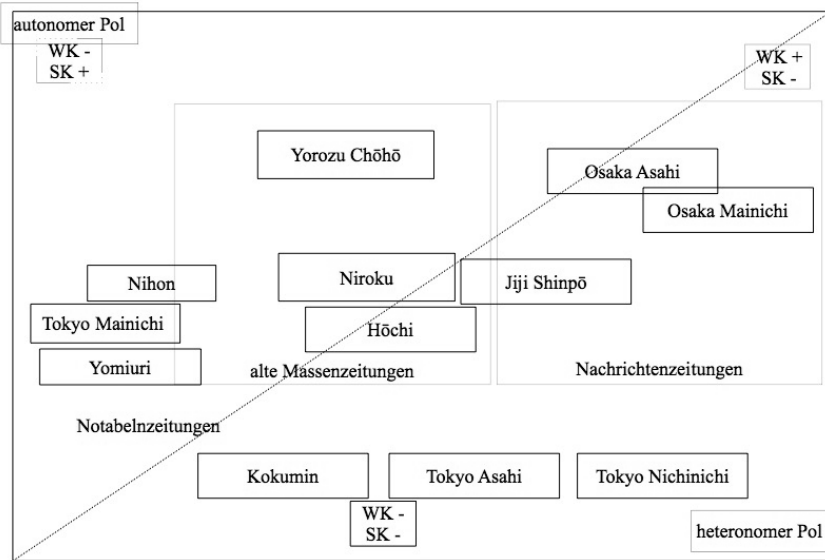 autonomer Pol
WK -
SK +
WK +
SK -
Yorozu Chōhō
Osaka Asahi
Osaka Mainichi
Nihon
Niroku
Jiji Shinpō
Tokyo Mainichi
Hōchi
Yomiuri
alte Massenzeitungen
Nachrichtenzeitungen
Notabelnzeitungen
Kokumin
Tokyo Asahi
Tokyo Nichinichi
WK -
SK -
heteronomer Pol